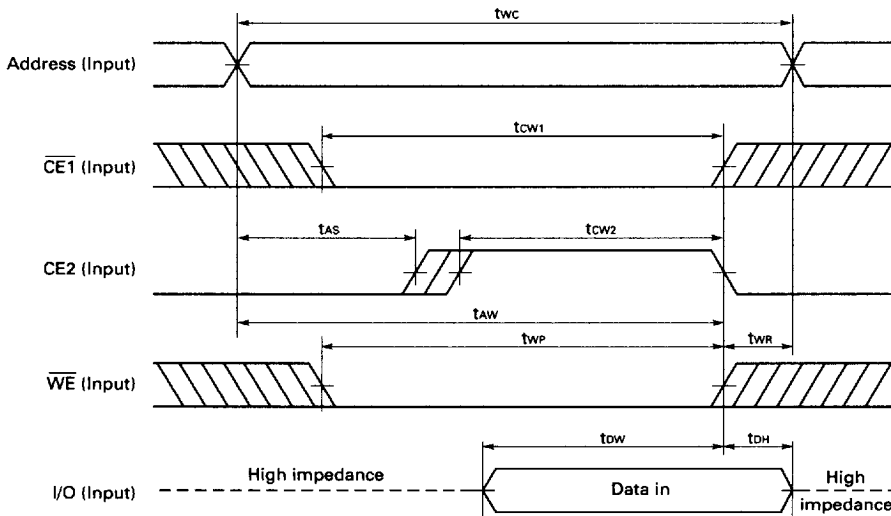 twc
Address (Input)
tcw1
CE1 (Input)
tAS
tcw2
CE2 (Input)
tAW
tWP
tWR
WE (Input)
tDW
tDH
High impedance
Data in
High
impedance
I/O (Input)